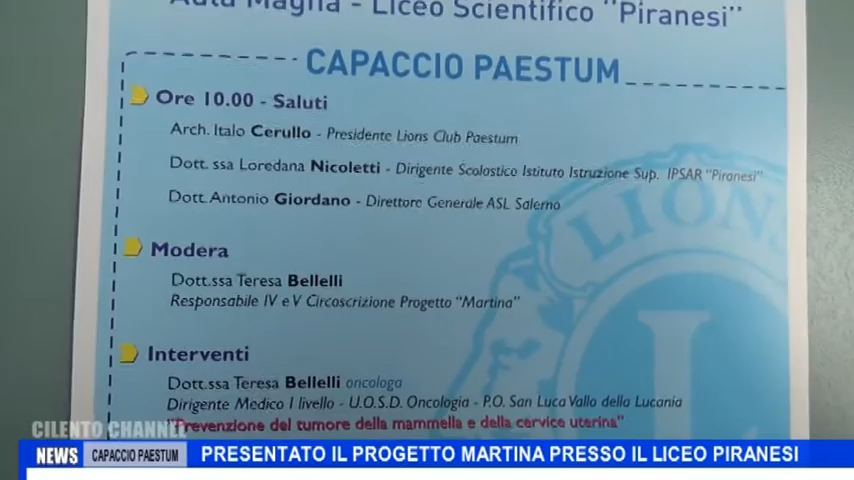 Aula Magna - Liceo Scientifico "Piranesi"
CAPACCIO PAESTUM
Ore 10.00 - Saluti
Arch. Italo Cerullo - Presidente Lions Club Paestum
Dott. ssa Loredana Nicoletti - Dirigente Scolastico Istituto Istruzione Sup. IPSAR "Piranesi"
Dott. Antonio Giordano - Direttore Generale ASL Salerno
LIONS
L
Modera
Dott.ssa Teresa Bellelli
Responsabile IV e V Circoscrizione Progetto "Martina"
Interventi
Dott.ssa Teresa Bellelli oncologa
Dirigente Medico I livello - U.O.S.D. Oncologia - P.O. San Luca Vallo della Lucania
"Prevenzione del tumore della mammella e della cervice uterina"
CILENTO CHANNEL
NEWS CAPACCIO PAESTUM PRESENTATO IL PROGETTO MARTINA PRESSO IL LICEO PIRANESI